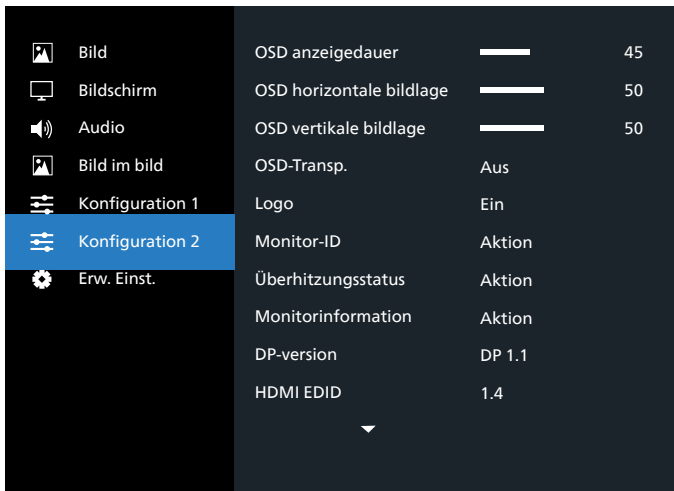 Bild
Bildschirm
Audio
Bild im bild
Konfiguration 1
Konfiguration 2
Erw. Einst.
OSD anzeigedauer 45
OSD horizontale bildlage 50
OSD vertikale bildlage 50
OSD-Transp. Aus
Logo Ein
Monitor-ID Aktion
Überhitzungsstatus Aktion
Monitorinformation Aktion
DP-version DP 1.1
HDMI EDID 1.4